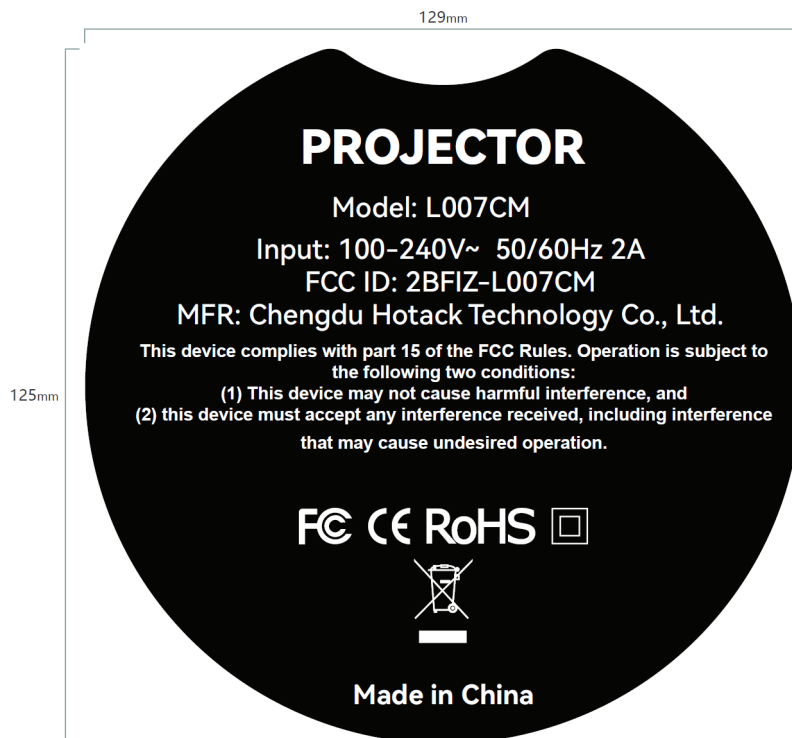 129mm
125mm
PROJECTOR
Model: L007CM
Input: 100-240V~ 50/60Hz 2A
FCC ID: 2BFIZ-L007CM
MFR: Chengdu Hotack Technology Co., Ltd.
This device complies with part 15 of the FCC Rules. Operation is subject to
the following two conditions:
(1) This device may not cause harmful interference, and
(2) this device must accept any interference received, including interference
that may cause undesired operation.
FC CE RoHS
Made in China